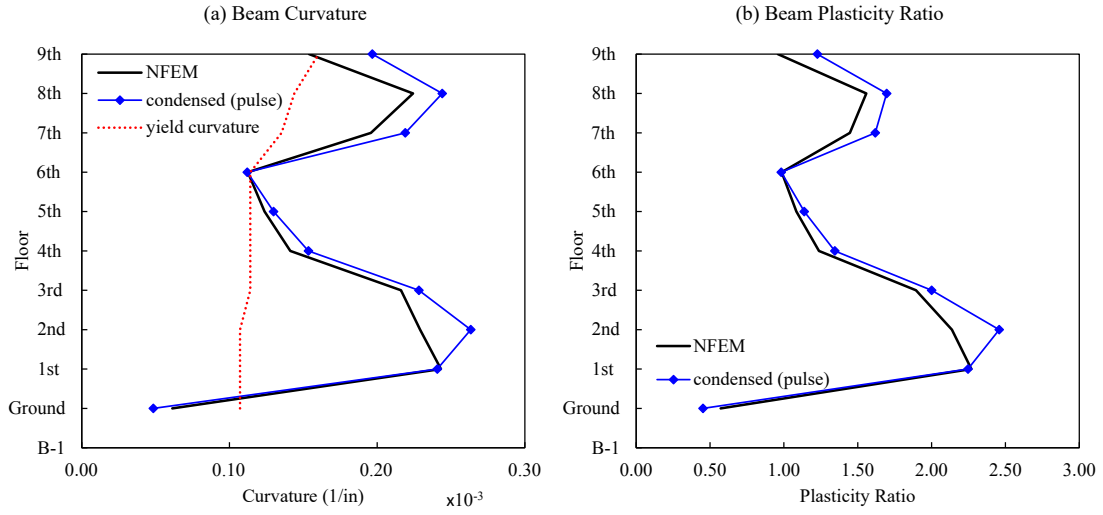 (a) Beam Curvature
9th
8th
7th
6th
5th
4th
3rd
2nd
1st
Ground
B-1
Floor
NFEM
condensed (pulse)
yield curvature
0.00
0.10
0.20
0.30
Curvature (1/in)
x10⁻³
(b) Beam Plasticity Ratio
9th
8th
7th
6th
5th
4th
3rd
2nd
1st
Ground
B-1
Floor
NFEM
condensed (pulse)
0.00
0.50
1.00
1.50
2.00
2.50
3.00
Plasticity Ratio